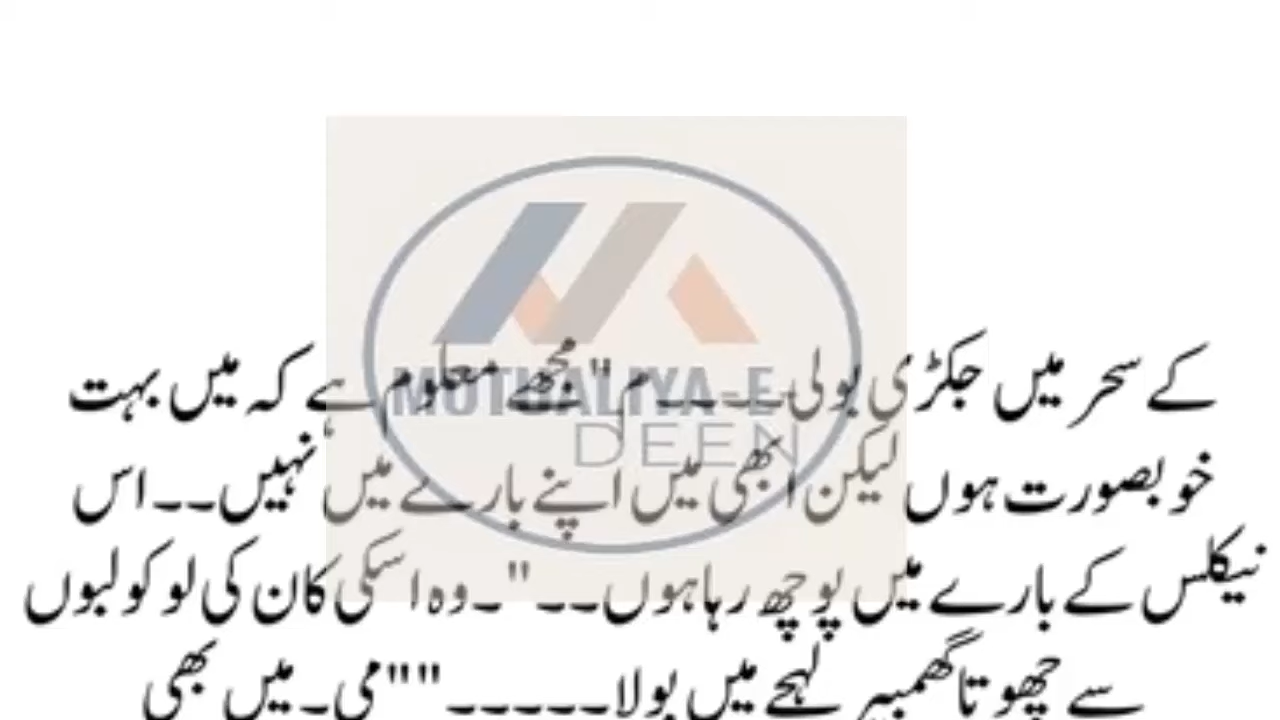 MUTUALIYA-E-
DEEN
کے سحر میں جکڑی بولی۔۔۔۔م"مجھے معلوم ہے کہ میں بہت
خوبصورت ہوں لیکن ابھی میں اپنے بارے میں نہیں۔۔اس
نیکلس کے بارے میں پوچھ رہا ہوں۔۔۔"۔وہ اسکی کان کی لو کو لبوں
سے چھوتا گھمبیر لہجے میں بولا۔۔۔۔۔""می۔میں بھی